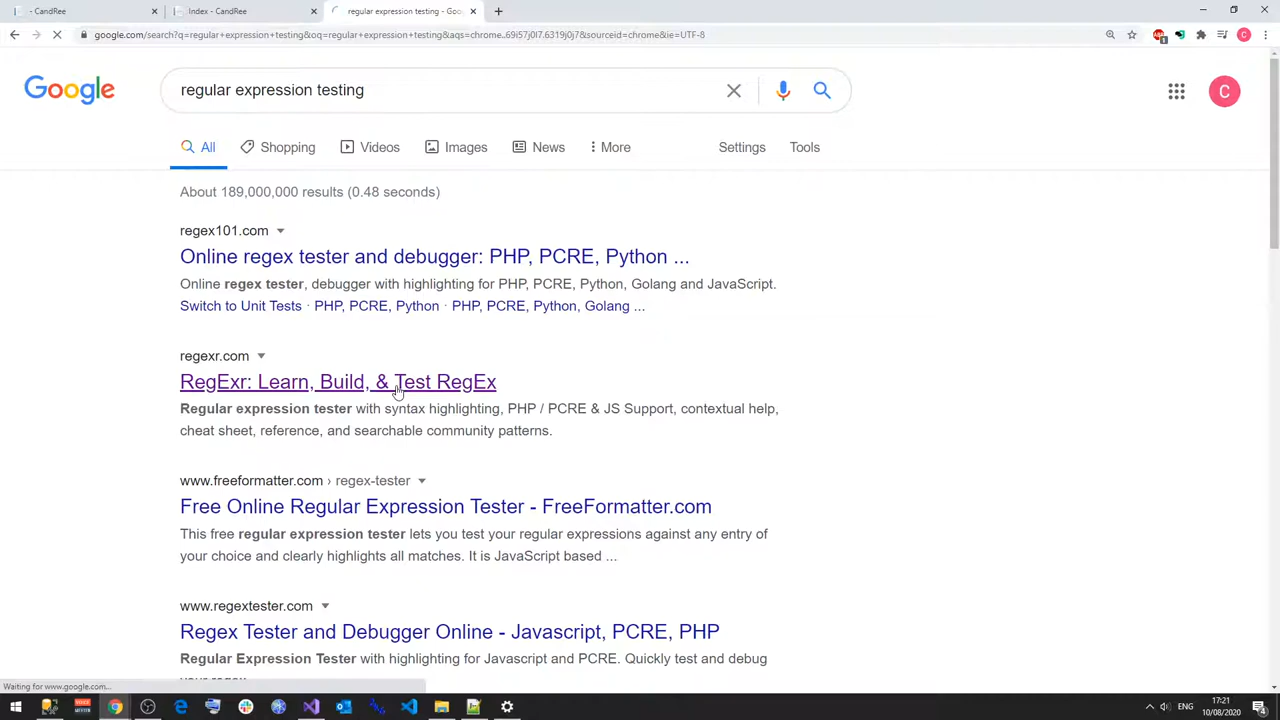 - CandRee
Index - CandRee
regular expression testing - Goo
google.com/search?q=regular+expression+testing&oq=regular+expression+testing&aqs=chrome..69i57j0l7.6319j0j7&sourceid=chrome&ie=UTF-8
1
C
Google
regular expression testing
C
All
Shopping
Videos
Images
News
More
Settings
Tools
About 189,000,000 results (0.48 seconds)
regex101.com
Online regex tester and debugger: PHP, PCRE, Python ...
Online regex tester, debugger with highlighting for PHP, PCRE, Python, Golang and JavaScript.
Switch to Unit Tests · PHP, PCRE, Python · PHP, PCRE, Python, Golang ...
regexr.com
RegExr: Learn, Build, & Test RegEx
Regular expression tester with syntax highlighting, PHP / PCRE & JS Support, contextual help,
cheat sheet, reference, and searchable community patterns.
www.freeformatter.com › regex-tester
Free Online Regular Expression Tester - FreeFormatter.com
This free regular expression tester lets you test your regular expressions against any entry of
your choice and clearly highlights all matches. It is JavaScript based ...
www.regextester.com
Regex Tester and Debugger Online - Javascript, PCRE, PHP
Regular Expression Tester with highlighting for Javascript and PCRE. Quickly test and debug
your regex.
Waiting for www.google.com...
ENG
17:21
10/08/2020